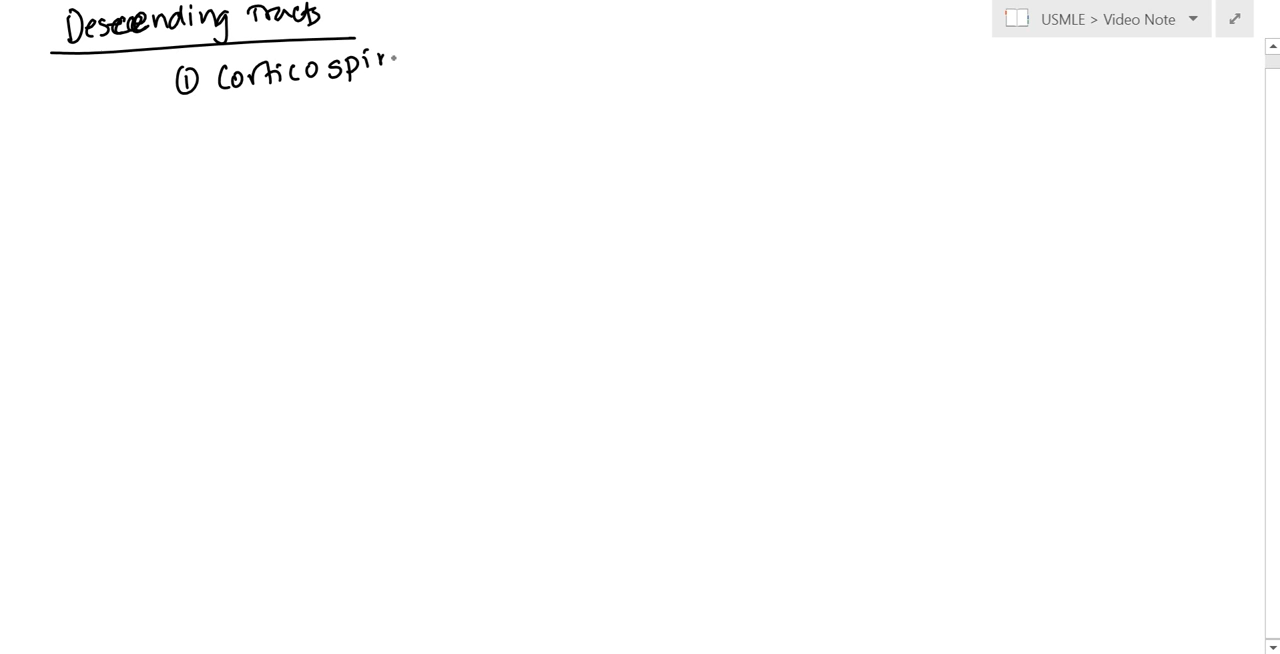 Descending Tracts
USMLE > Video Note
① Corticospir